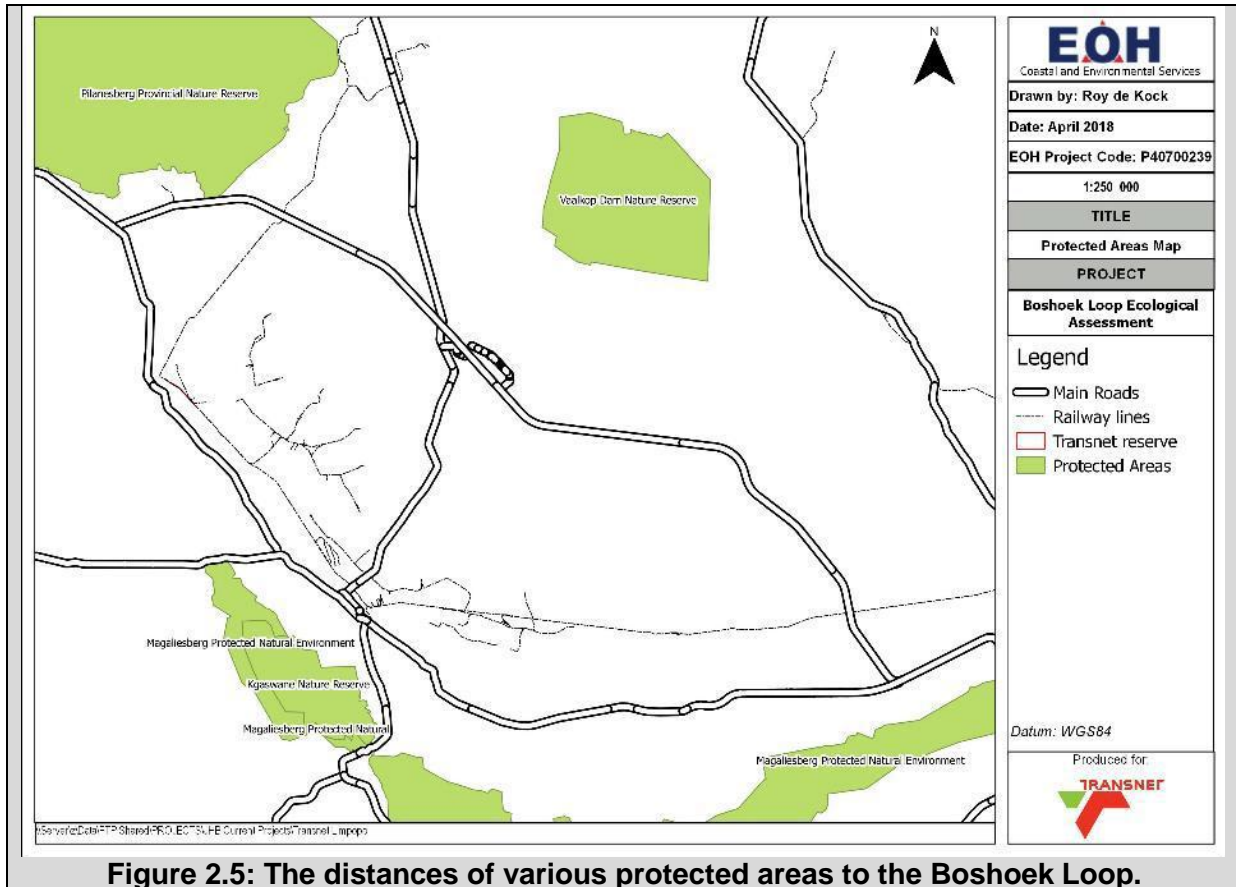 Pilanesberg Provincial Nature Reserve
N
Vaalkop Dam Nature Reserve
Magaliesberg Protected Natural Environment
Kgaswane Nature Reserve
Magaliesberg Protected Natural
Magaliesberg Protected Natural Environment
EOH
Coastal and Environmental Services
Drawn by: Roy de Kock
Date: April 2018
EOH Project Code: P40700239
1:250 000
TITLE
Protected Areas Map
PROJECT
Boshoek Loop Ecological
Assessment
Legend
Main Roads
Railway lines
Transnet reserve
Protected Areas
Datum: WGS84
Produced for:
TRANSNET
Current Projects\Transnet Limpopo
Figure 2.5: The distances of various protected areas to the Boshoek Loop.